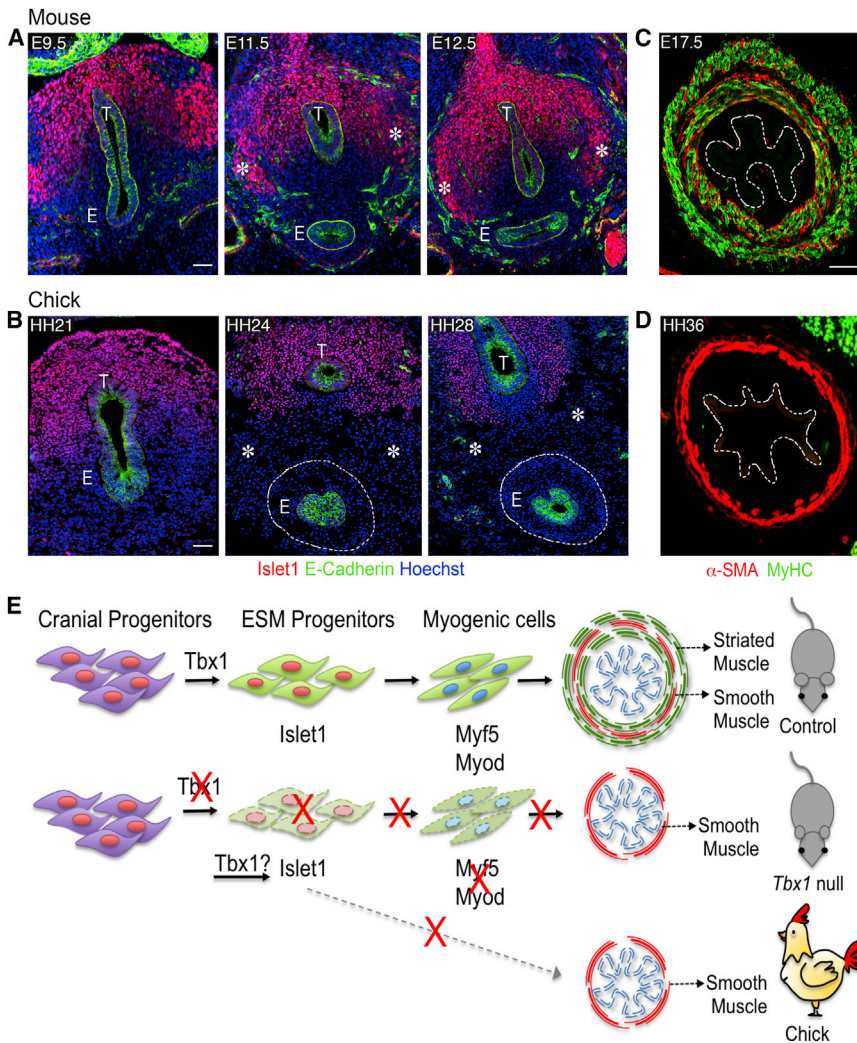 Mouse
A E9.5 E11.5 E12.5 C E17.5
T T T
* * * *
E E E
Chick
B HH21 HH24 HH28 D HH36
T T T
* * * *
E E E
Islet1 E-Cadherin Hoechst α-SMA MyHC
E Cranial Progenitors ESM Progenitors Myogenic cells
Tbx1
Striated
Muscle
Smooth
Muscle
Islet1 Myf5
Myod
Control
Tbx1
Smooth
Muscle
Tbx1? Islet1 Myf5
Myod
Tbx1 null
X X X X X X X
Smooth
Muscle
Chick